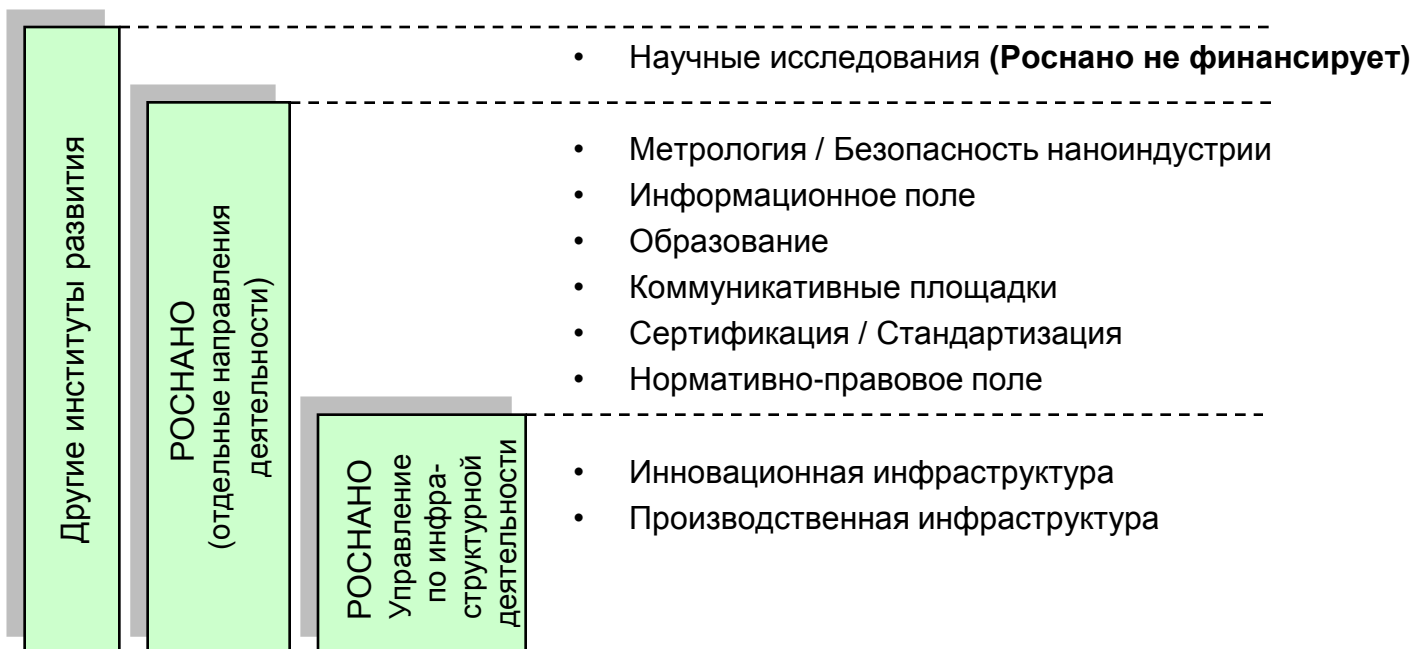 • Научные исследования (Роснано не финансирует)
• Метрология / Безопасность наноиндустрии
• Информационное поле
• Образование
• Коммуникативные площадки
• Сертификация / Стандартизация
• Нормативно-правовое поле
• Инновационная инфраструктура
• Производственная инфраструктура
Другие институты развития
РОСНАНО
(отдельные направления
деятельности)
РОСНАНО
Управление
по инфра-
структурной
деятельности